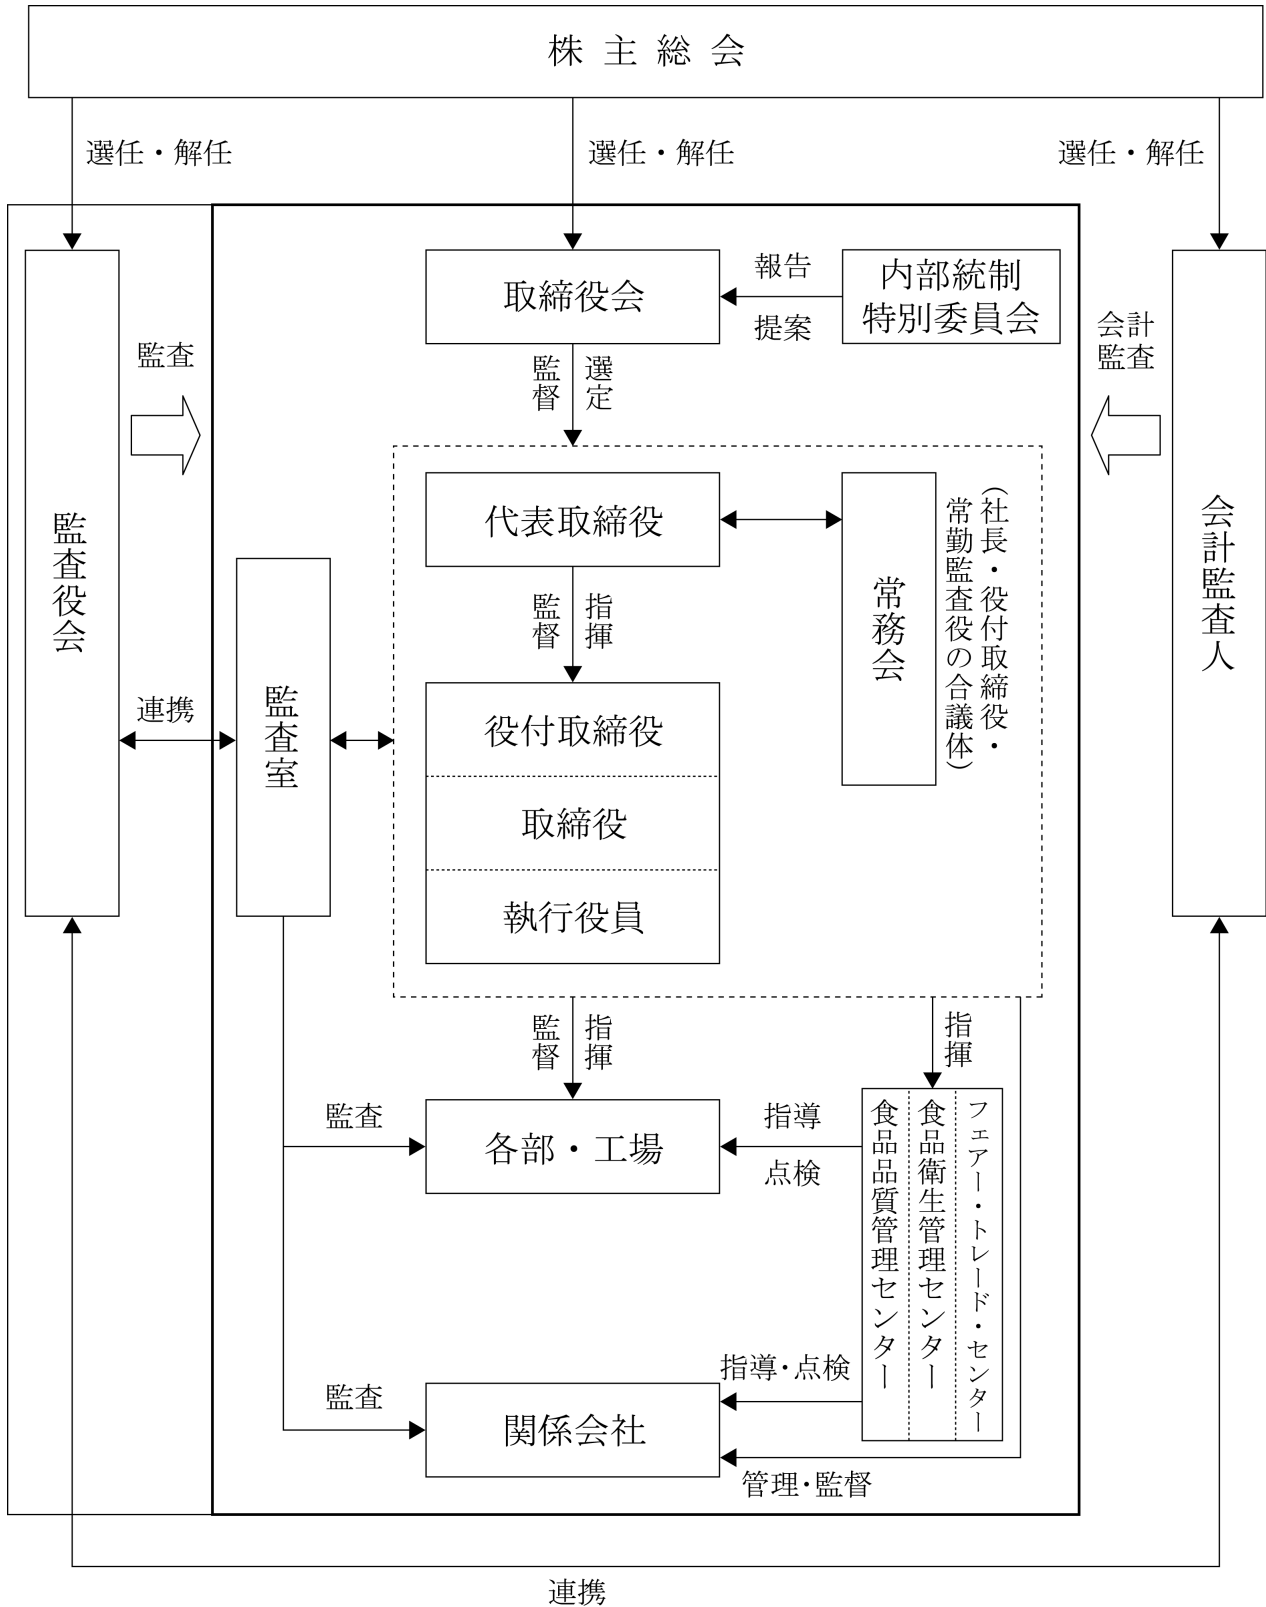 株主総会
選任・解任
選任・解任
選任・解任
取締役会
報告
提案
内部統制
特別委員会
監査
会計
監査
監督
選定
監査役会
代表取締役
常務会
(社長・役付取締役・
常勤監査役の合議体)
会計監査人
監督
指揮
連携
監査室
役付取締役
取締役
執行役員
監督
指揮
指揮
監査
各部・工場
指導
点検
食品品質管理センター
食品衛生管理センター
フェアー・トレード・センター
監査
関係会社
指導・点検
管理・監督
連携